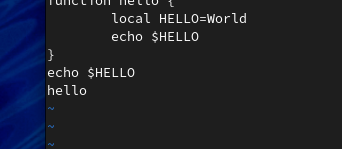 function hello {
        local HELLO=World
        echo $HELLO
}
echo $HELLO
hello
~
~
~